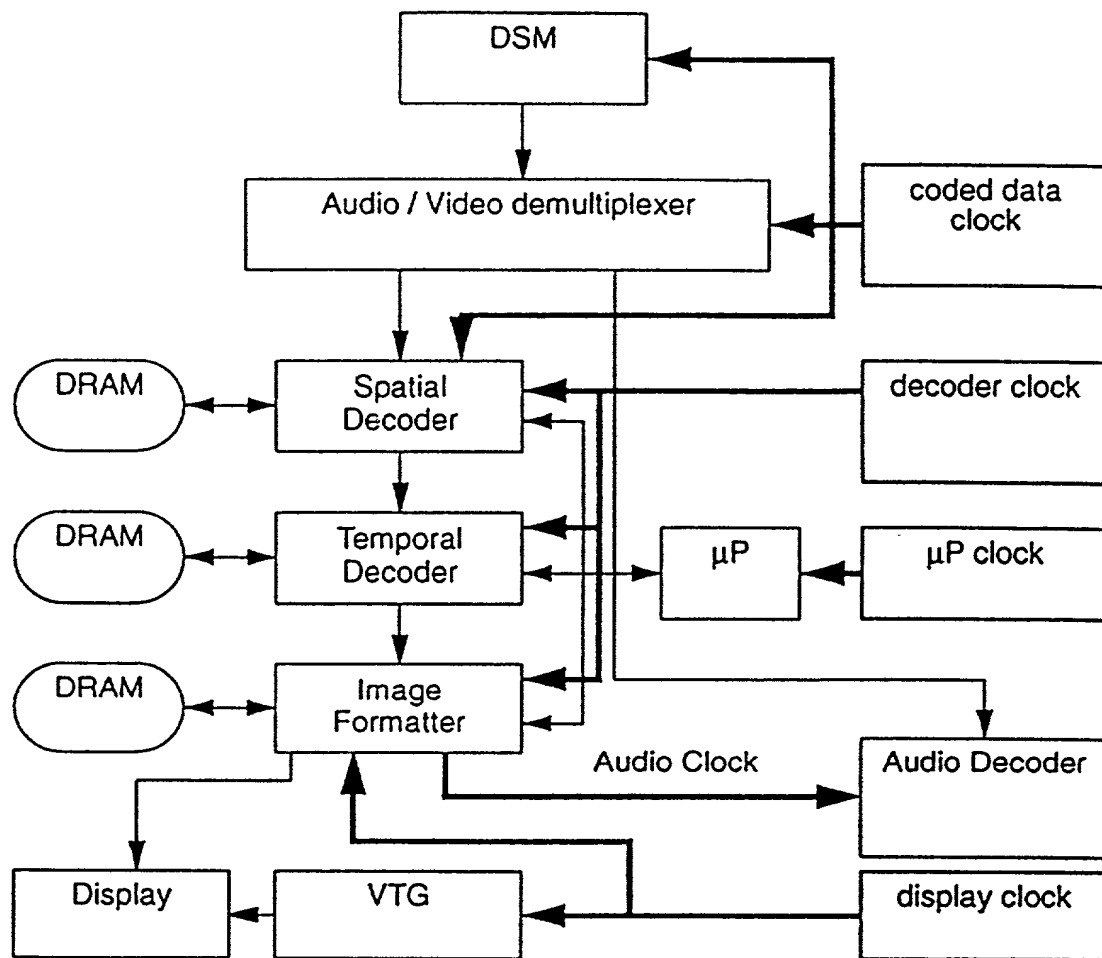 DSM
Audio / Video demultiplexer
coded data
clock
DRAM
Spatial
Decoder
decoder clock
DRAM
Temporal
Decoder
µP
µP clock
DRAM
Image
Formatter
Audio Clock
Audio Decoder
Display
VTG
display clock